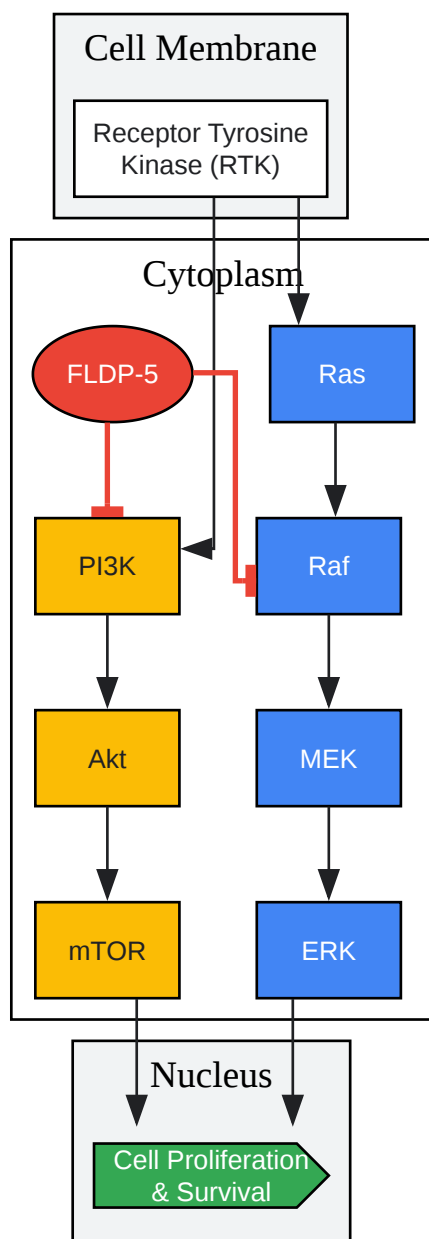 Cell Membrane
Receptor Tyrosine
Kinase (RTK)
Cytoplasm
FLDP-5
Ras
PI3K
Raf
Akt
MEK
mTOR
ERK
Nucleus
Cell Proliferation
& Survival